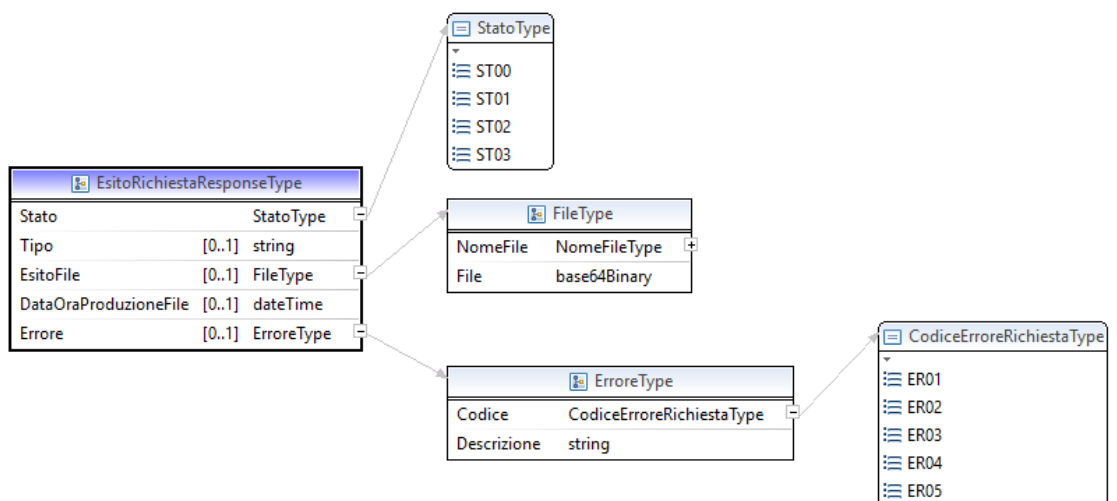 StatoType
ST00
ST01
ST02
ST03
EsitoRichiestaResponseType
Stato StatoType
Tipo [0..1] string
EsitoFile [0..1] FileType
DataOraProduzioneFile [0..1] dateTime
Errore [0..1] ErroreType
FileType
NomeFile NomeFileType
File base64Binary
ErroreType
Codice CodiceErroreRichiestaType
Descrizione string
CodiceErroreRichiestaType
ER01
ER02
ER03
ER04
ER05